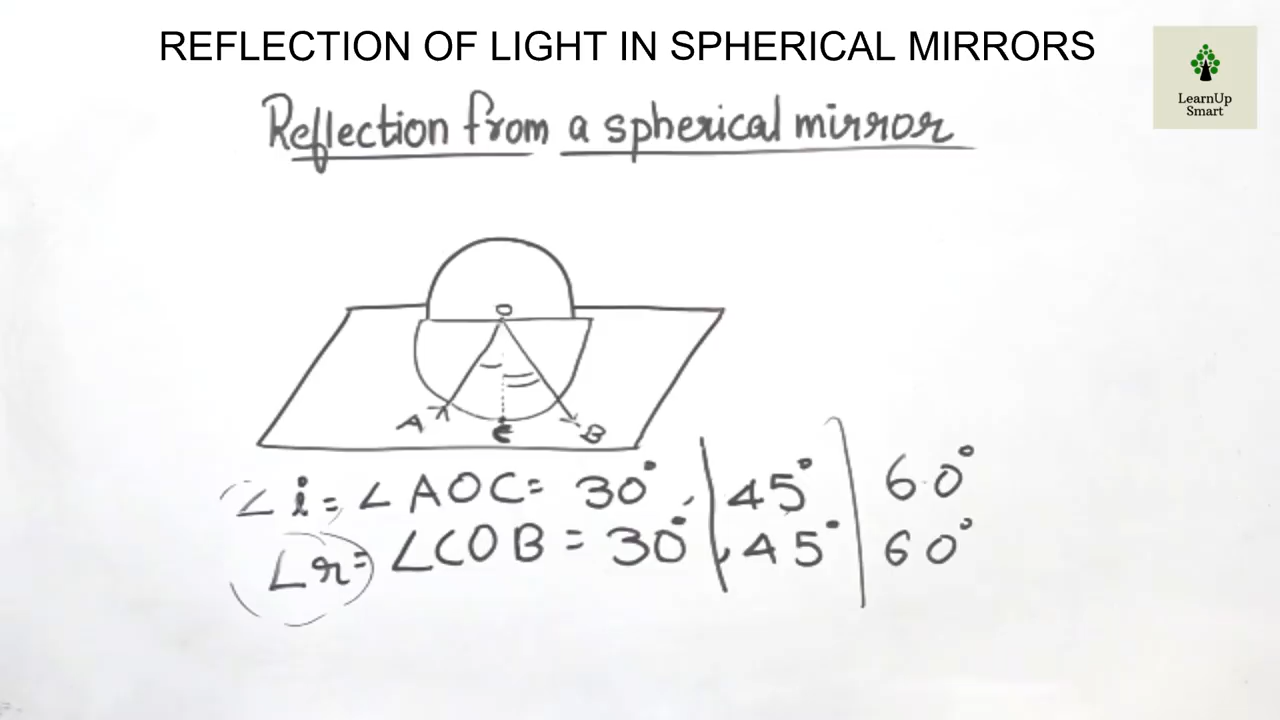 REFLECTION OF LIGHT IN SPHERICAL MIRRORS
LearnUp
Smart
Reflection from a spherical mirror
O
A
C
B
∠i = ∠AOC = 30°, 45° 60°
∠r = ∠COB = 30°, 45° 60°